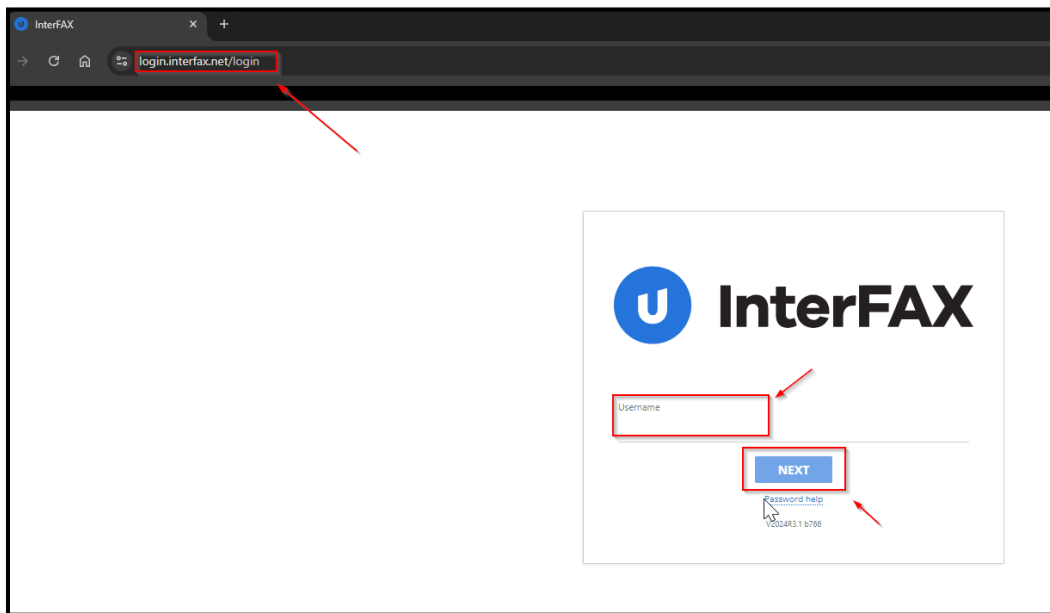 InterFAX
login.interfax.net/login
U InterFAX
Username
NEXT
Password help
V2024R3.1 b766